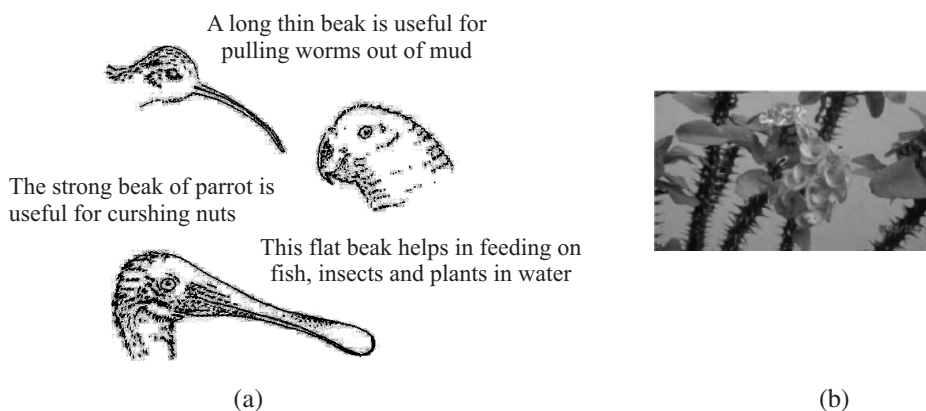 A long thin beak is useful for
pulling worms out of mud
The strong beak of parrot is
useful for curshing nuts
This flat beak helps in feeding on
fish, insects and plants in water
(a)
(b)